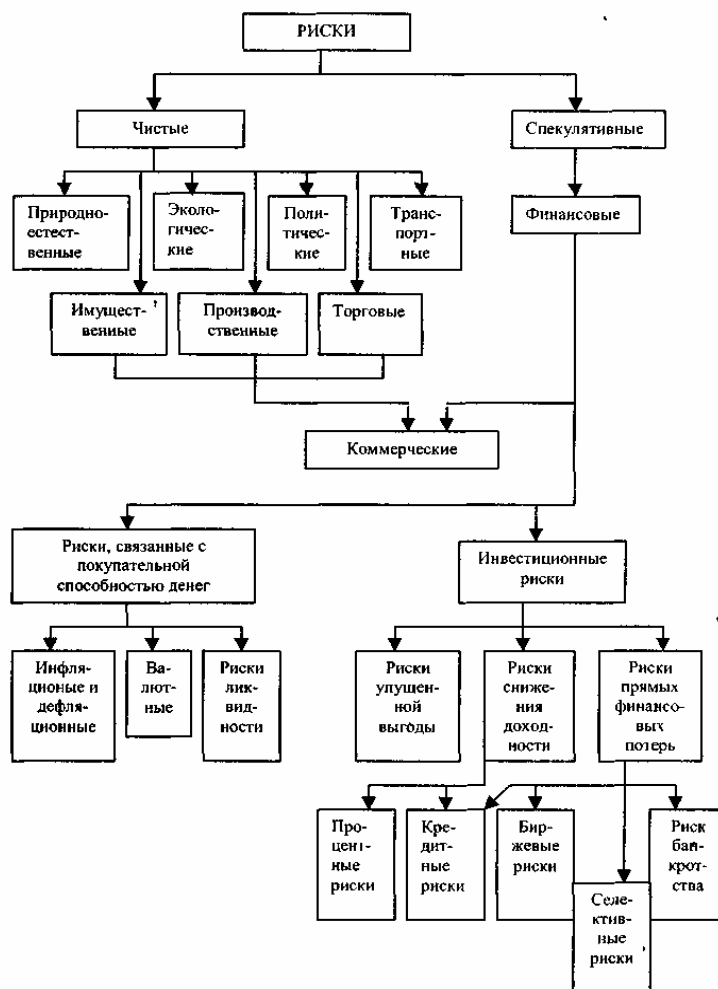 РИСКИ
Чистые
Спекулятивные
Природно-
естест-
венные
Эколо-
гичес-
кие
Поли-
тичес-
кие
Транс-
порт-
ные
Финансовые
Имущест-
венные
Производ-
ственные
Торговые
Коммерческие
Риски, связанные с
покупательной
способностью денег
Инвестиционные
риски
Инфля-
ционые и
дефля-
ционные
Ва-
лют-
ные
Риски
лик-
вид-
ности
Риски
упущен-
ной
выгоды
Риски
сниже-
ния
доход-
ности
Риски
прямых
финансо-
вых
потерь
Про-
цент-
ные
риски
Кре-
дит-
ные
риски
Бир-
жевые
риски
Селе-
ктив-
ные
риски
Риск
бан-
крот-
ства